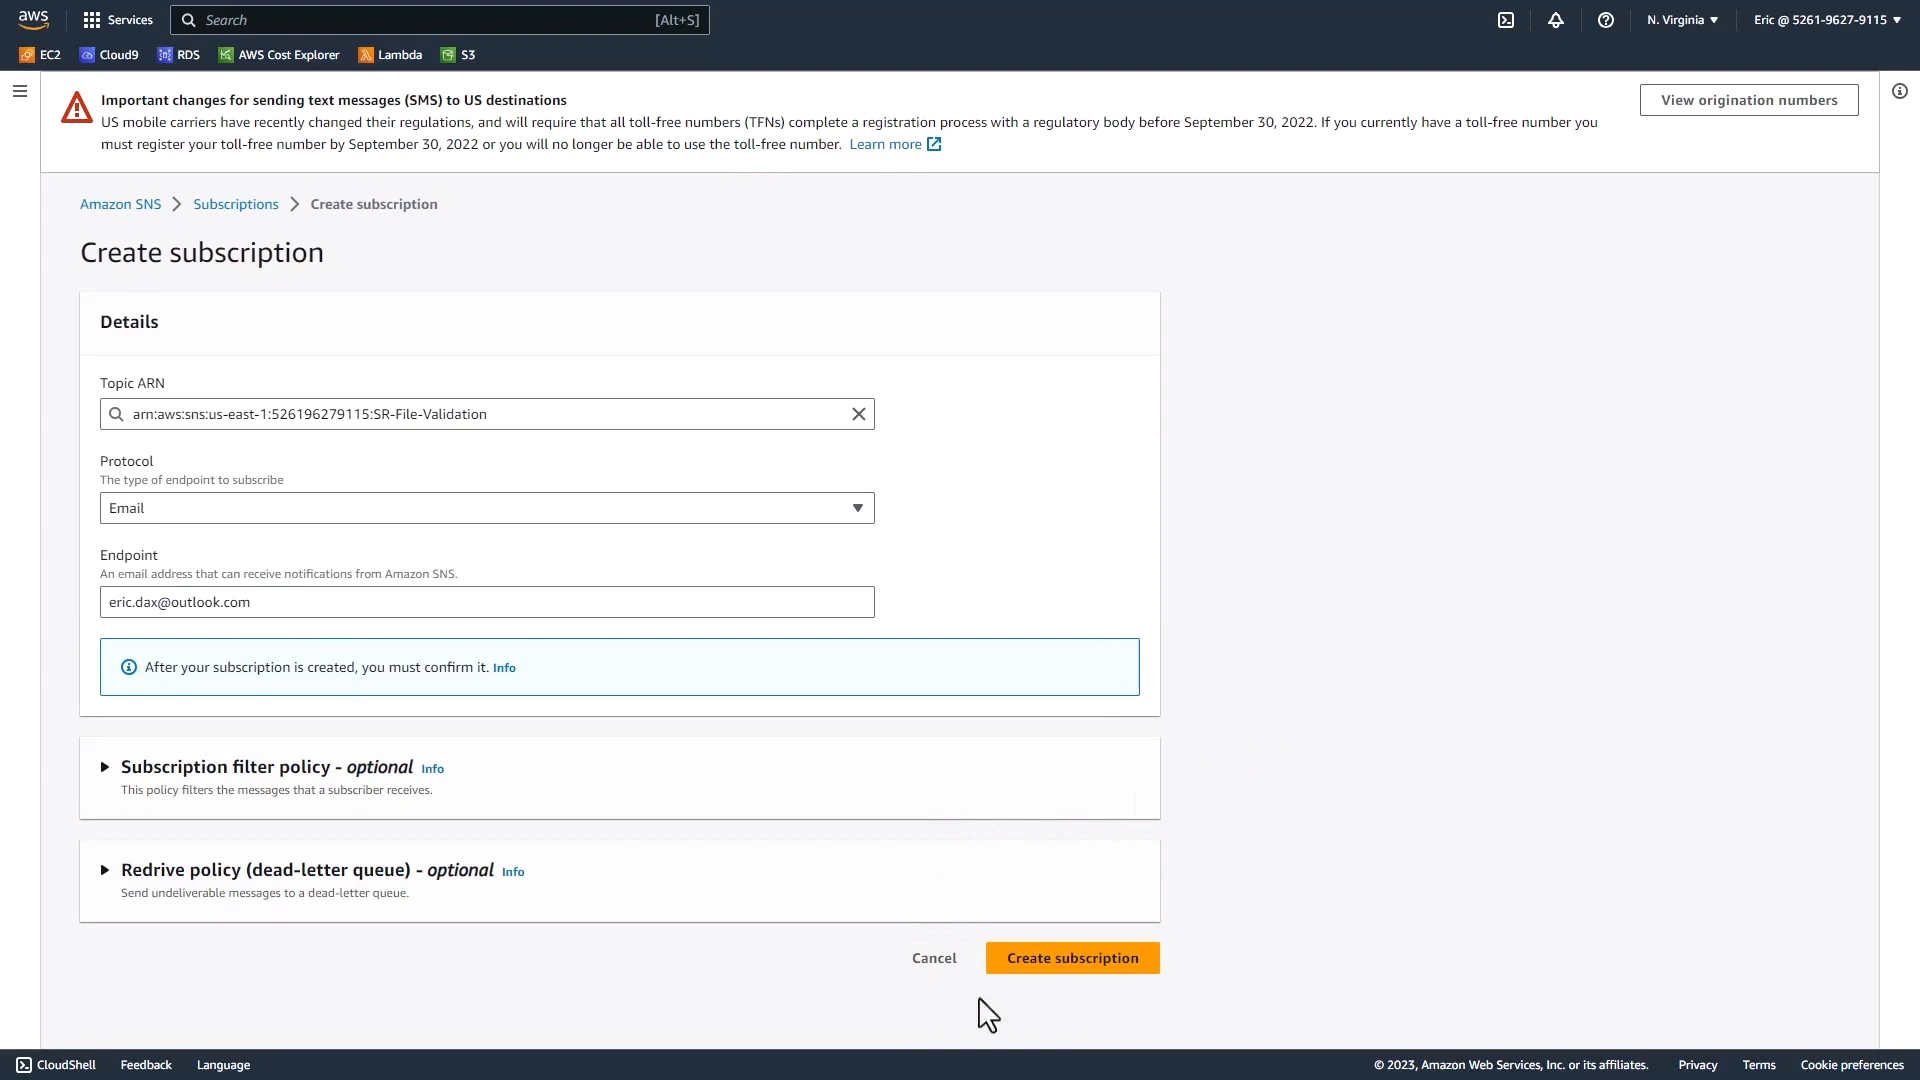 aws
Services
Search
[Alt+S]
N. Virginia
Eric @ 5261-9627-9115
EC2
Cloud9
RDS
AWS Cost Explorer
Lambda
S3
Important changes for sending text messages (SMS) to US destinations
View origination numbers
US mobile carriers have recently changed their regulations, and will require that all toll-free numbers (TFNs) complete a registration process with a regulatory body before September 30, 2022. If you currently have a toll-free number you
must register your toll-free number by September 30, 2022 or you will no longer be able to use the toll-free number. Learn more
Amazon SNS
Subscriptions
Create subscription
Create subscription
Details
Topic ARN
arn:aws:sns:us-east-1:526196279115:SR-File-Validation
Protocol
The type of endpoint to subscribe
Email
Endpoint
An email address that can receive notifications from Amazon SNS.
eric.dax@outlook.com
After your subscription is created, you must confirm it. Info
Subscription filter policy - optional Info
This policy filters the messages that a subscriber receives.
Redrive policy (dead-letter queue) - optional Info
Send undeliverable messages to a dead-letter queue.
Cancel
Create subscription
CloudShell
Feedback
Language
© 2023, Amazon Web Services, Inc. or its affiliates.
Privacy
Terms
Cookie preferences